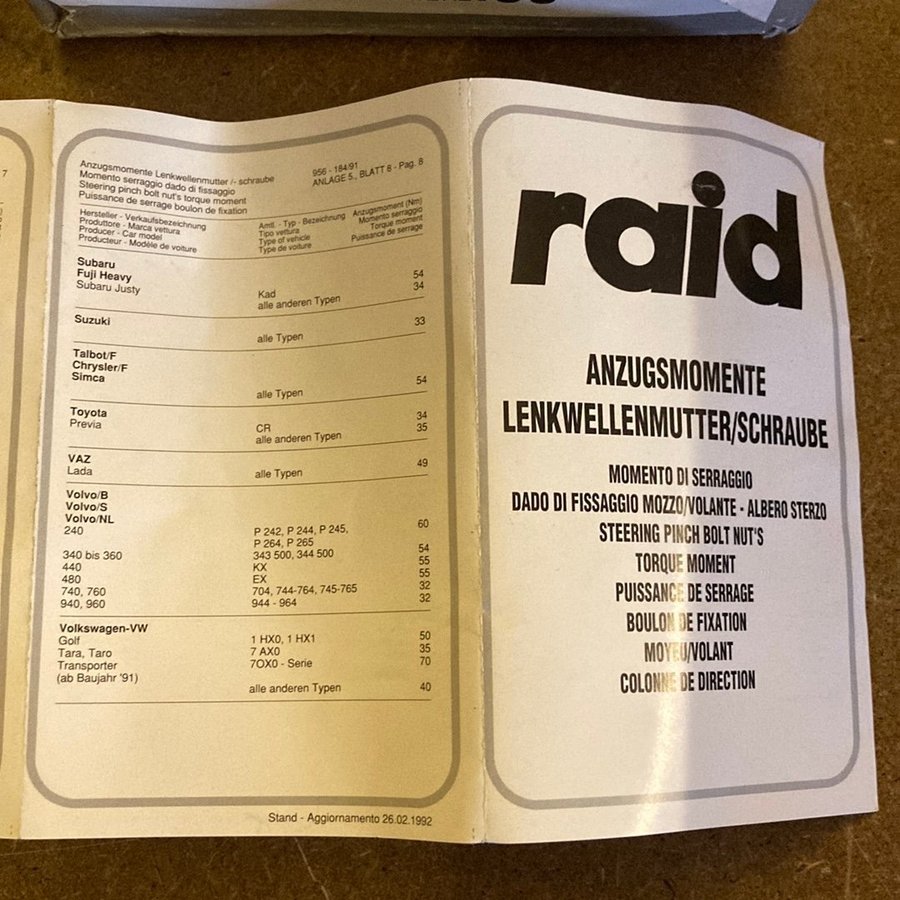 7
Anzugsmomente Lenkwellenmutter /- schraube 956 - 184/91
Momento serraggio dado di fissaggio ANLAGE 5., BLATT 8 - Pag. 8
Steering pinch bolt nut's torque moment
Puissance de serrage boulon de fixation
Hersteller - Verkaufsbezeichnung Amtl. - Typ - Bezeichnung Anzugsmoment (Nm)
Produttore - Marca vettura Tipo vettura Momento serraggio
Producer - Car model Type of vehicle Torque moment
Producteur - Modèle de voiture Type de voiture Puissance de serrage
Subaru
Fuji Heavy
Subaru Justy Kad 54
alle anderen Typen 34
Suzuki alle Typen 33
Talbot/F
Chrysler/F
Simca alle Typen 54
Toyota
Previa CR 34
alle anderen Typen 35
VAZ
Lada alle Typen 49
Volvo/B
Volvo/S
Volvo/NL
240 P 242, P 244, P 245, 60
P 264, P 265
340 bis 360 343 500, 344 500 54
440 KX 55
480 EX 55
740, 760 704, 744-764, 745-765 32
940, 960 944 - 964 32
Volkswagen-VW
Golf 1 HX0, 1 HX1 50
Tara, Taro 7 AX0 35
Transporter 7OX0 - Serie 70
(ab Baujahr '91)
alle anderen Typen 40
Stand - Aggiornamento 26.02.1992
raid
ANZUGSMOMENTE
LENKWELLENMUTTER/SCHRAUBE
MOMENTO DI SERRAGGIO
DADO DI FISSAGGIO MOZZO/VOLANTE - ALBERO STERZO
STEERING PINCH BOLT NUT'S
TORQUE MOMENT
PUISSANCE DE SERRAGE
BOULON DE FIXATION
MOYEU/VOLANT
COLONNE DE DIRECTION